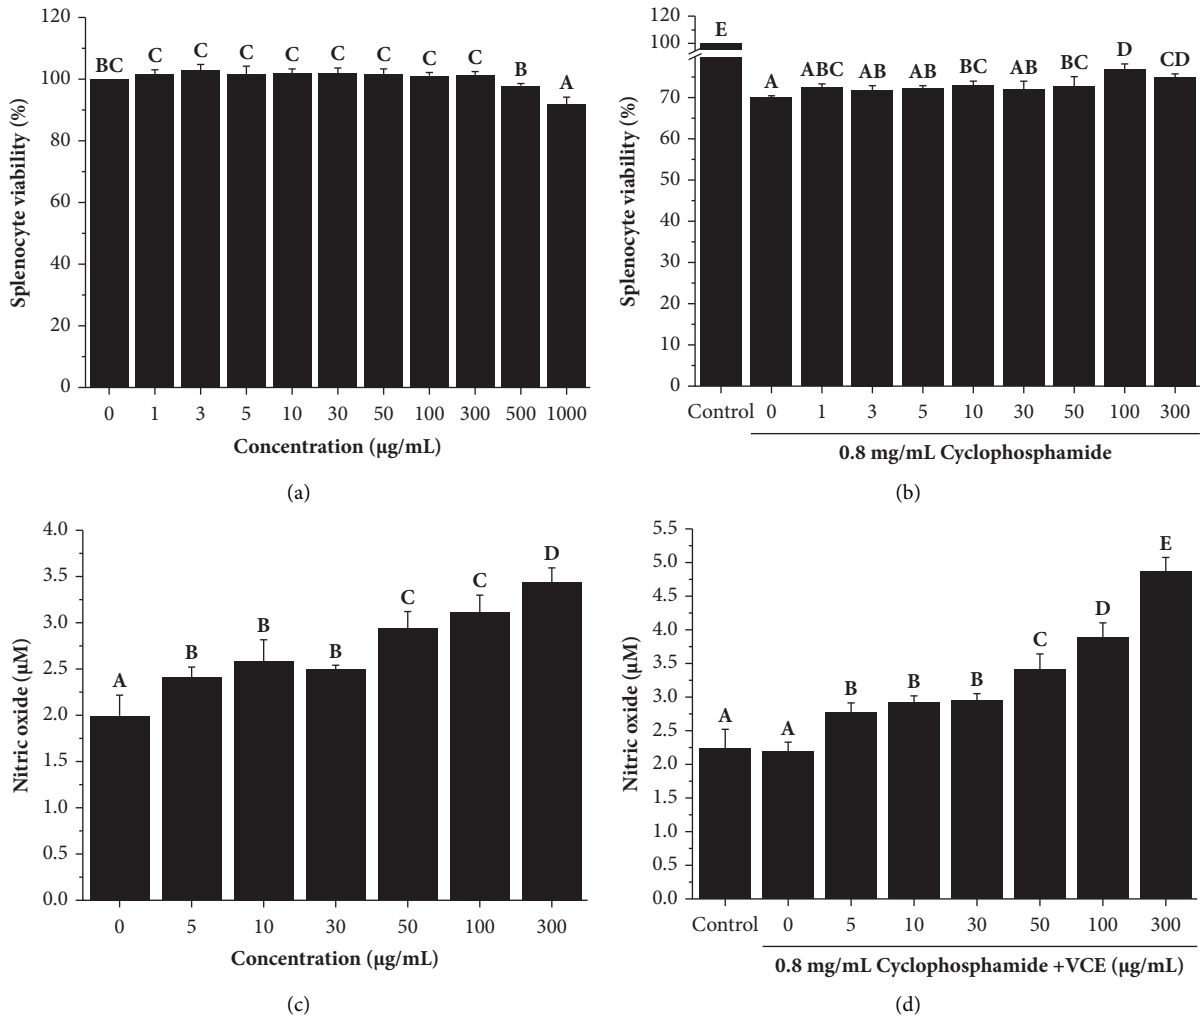 120
100
80
60
40
20
0
Splenocyte viability (%)
BC C C C C C C C C B A
0 1 3 5 10 30 50 100 300 500 1000
Concentration (μg/mL)
(a)
120
100
70
60
50
40
30
20
10
0
Splenocyte viability (%)
E A ABC AB AB BC AB BC D CD
Control 0 1 3 5 10 30 50 100 300
0.8 mg/mL Cyclophosphamide
(b)
4.0
3.5
3.0
2.5
2.0
1.5
1.0
0.5
0.0
Nitric oxide (μM)
A B B B C C D
0 5 10 30 50 100 300
Concentration (μg/mL)
(c)
5.5
5.0
4.5
4.0
3.5
3.0
2.5
2.0
1.5
1.0
0.5
0.0
Nitric oxide (μM)
A A B B B C D E
Control 0 5 10 30 50 100 300
0.8 mg/mL Cyclophosphamide +VCE (μg/mL)
(d)